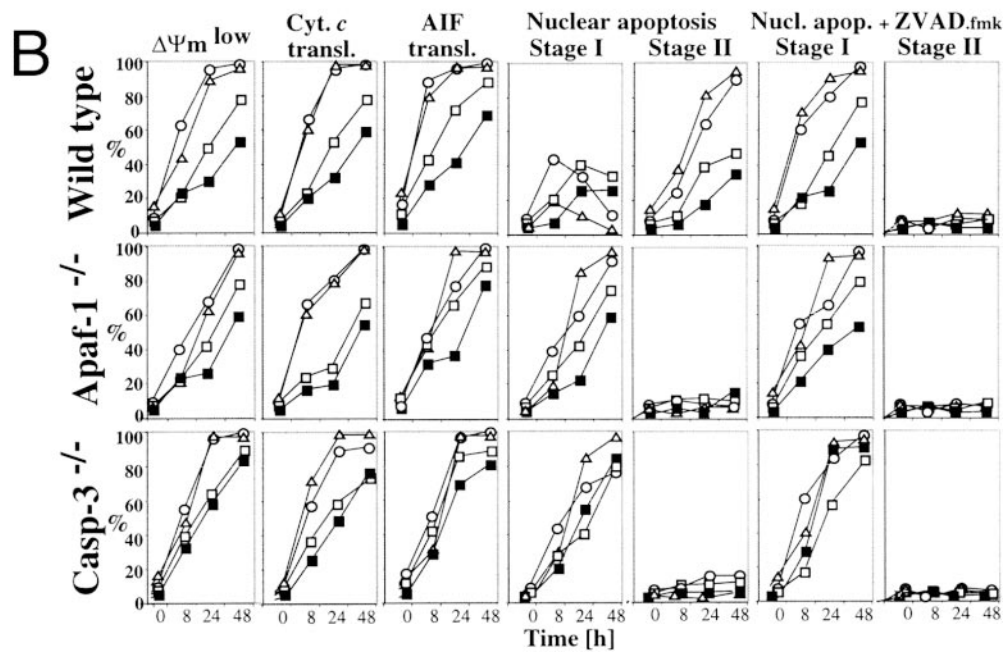 B
ΔΨm low
Cyt. c transl.
AIF transl.
Nuclear apoptosis
Stage I Stage II
Nucl. apop. + ZVAD.fmk
Stage I Stage II
Wild type
%
100
80
60
40
20
0
Apaf-1 -/-
%
100
80
60
40
20
0
Casp-3 -/-
%
100
80
60
40
20
0
0 8 24 48
0 8 24 48
0 8 24 48
0 8 24 48
0 8 24 48
0 8 24 48
0 8 24 48
Time [h]